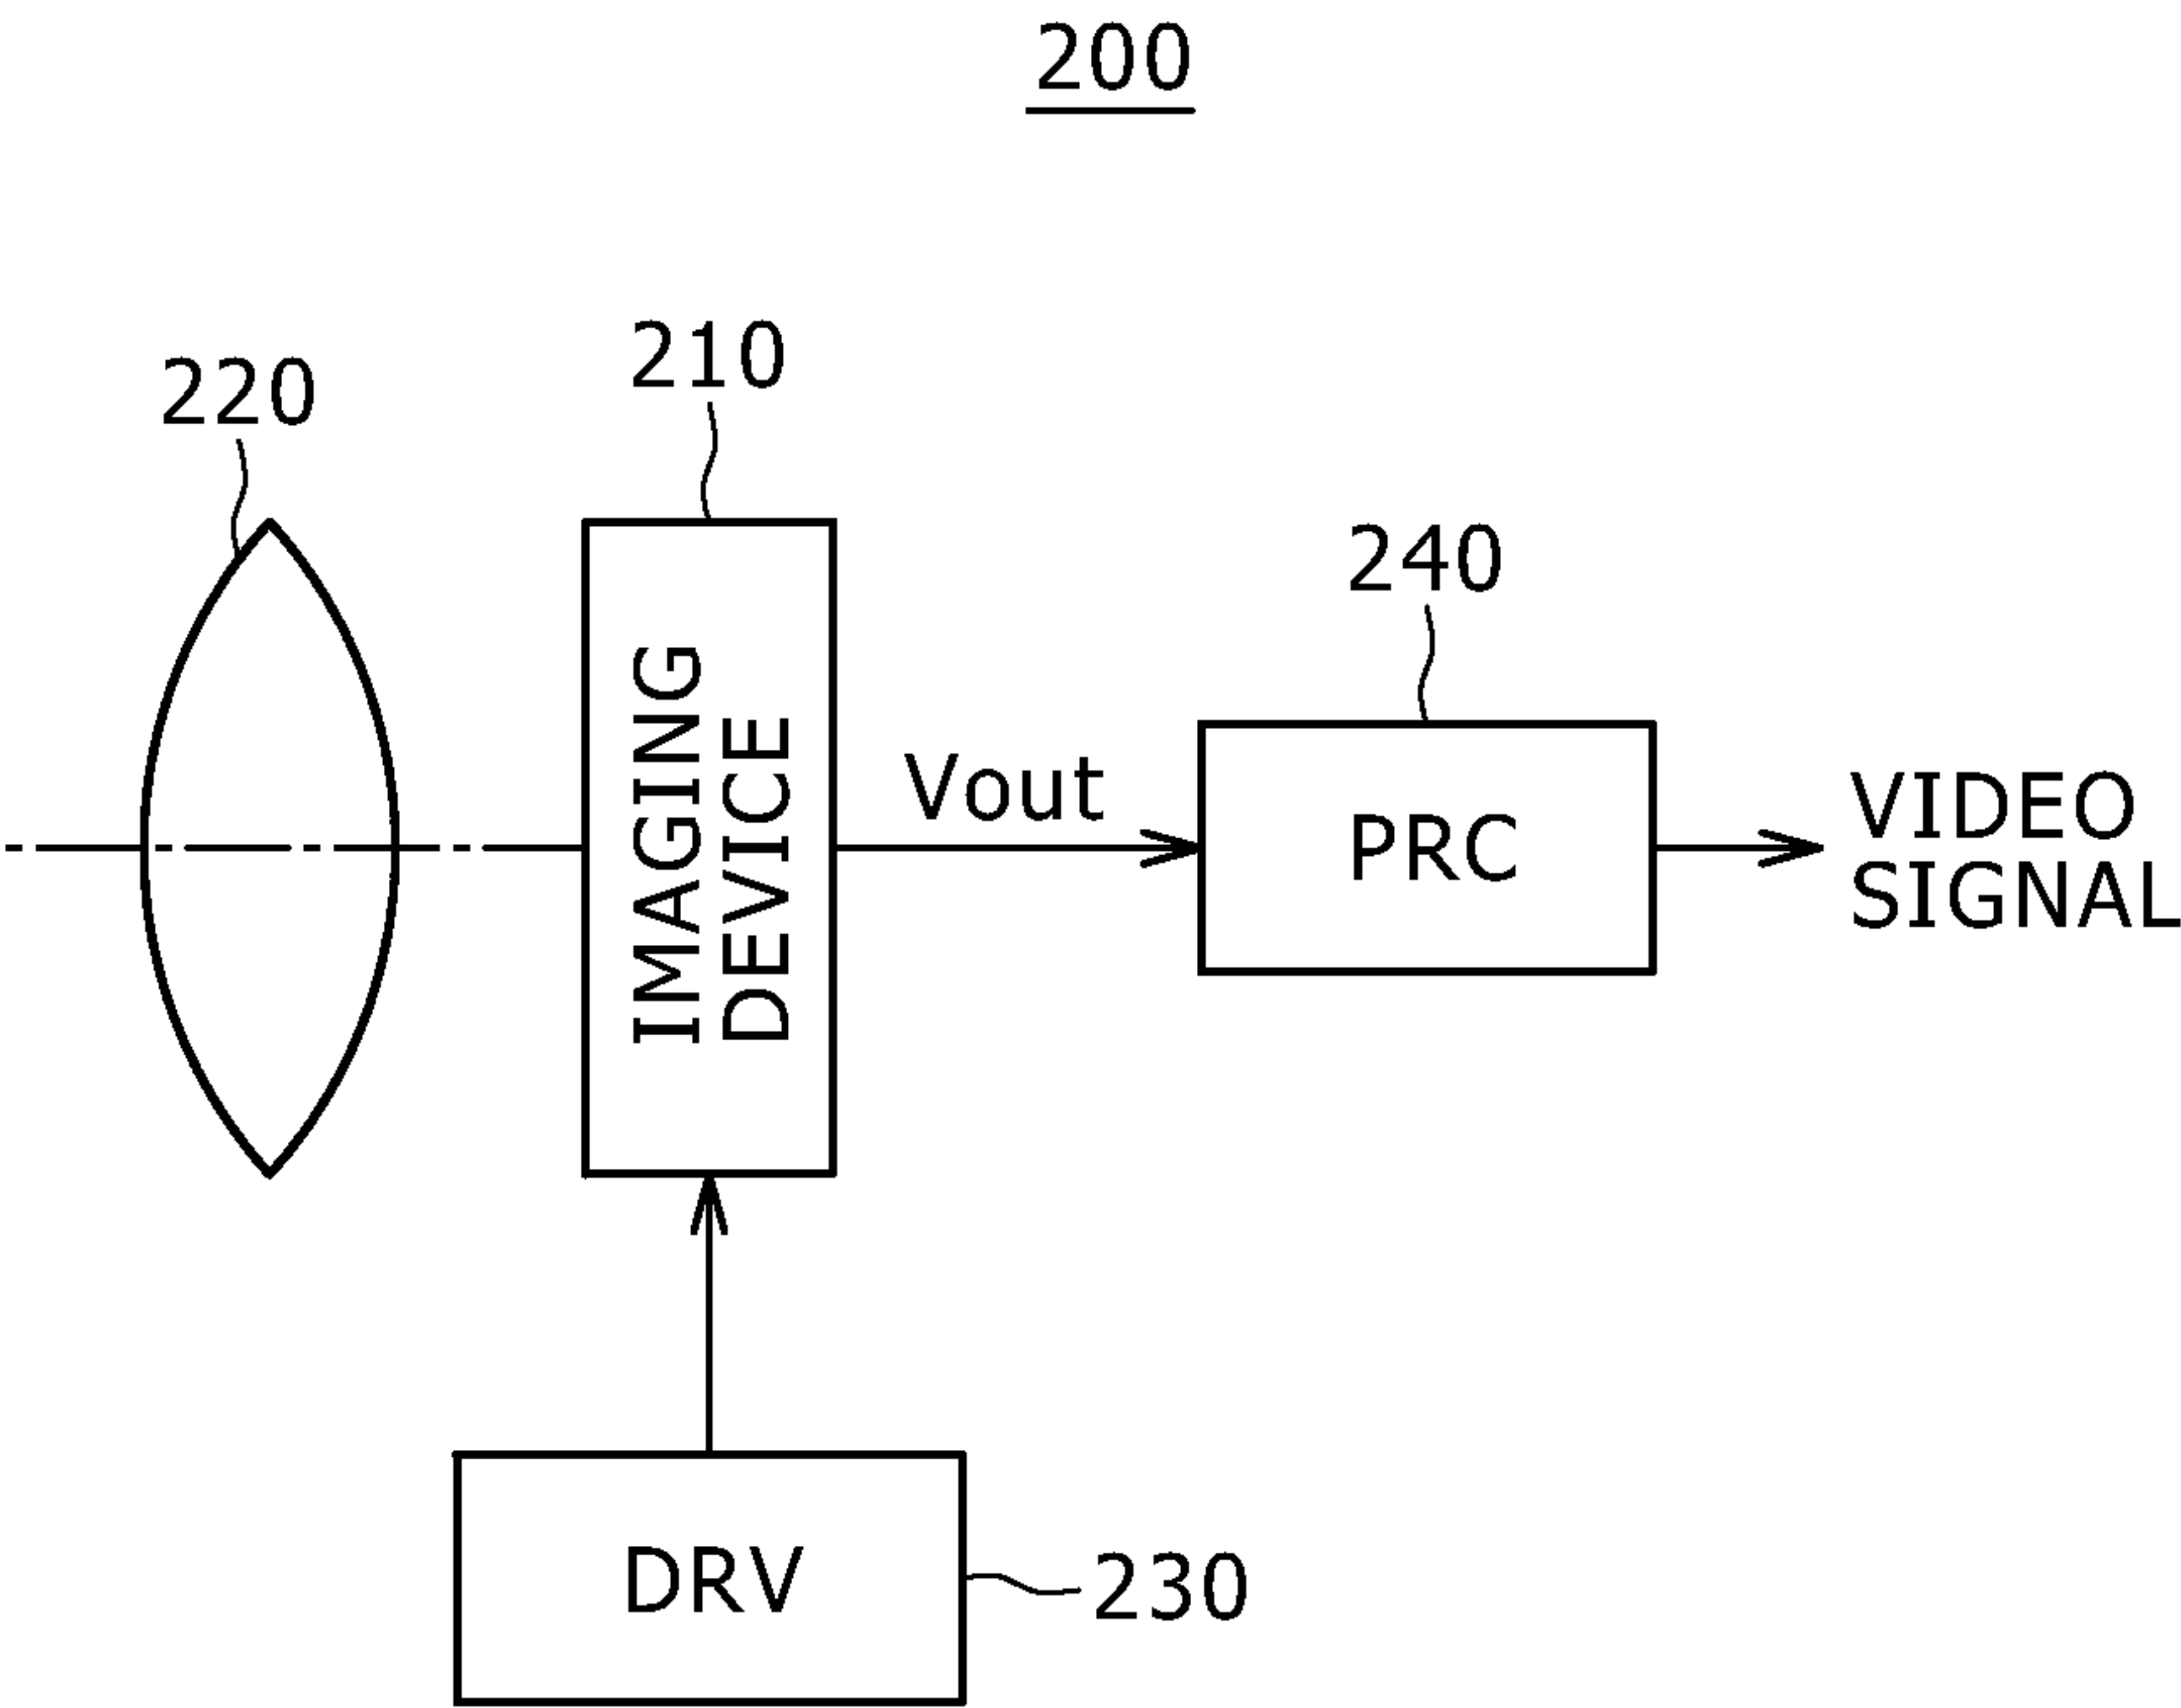 200
220
210
240
IMAGING
DEVICE
Vout
PRC
VIDEO
SIGNAL
DRV
230